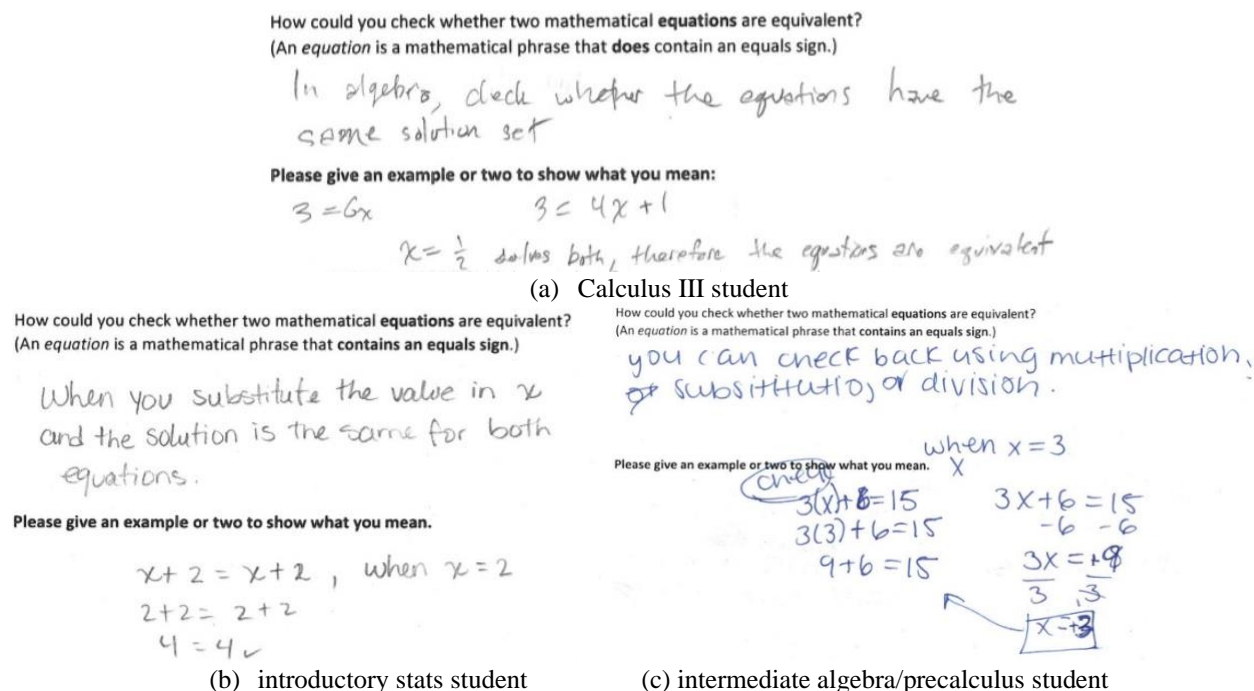 How could you check whether two mathematical equations are equivalent?
(An equation is a mathematical phrase that does contain an equals sign.)
In algebra, check whether the equations have the
same solution set
Please give an example or two to show what you mean:
3 = 6x 3 = 4x + 1
x = 1/2 solves both, therefore the equations are equivalent
(a) Calculus III student
How could you check whether two mathematical equations are equivalent?
(An equation is a mathematical phrase that contains an equals sign.)
When you substitute the value in x
and the solution is the same for both
equations.
Please give an example or two to show what you mean.
x + 2 = x + 2 , when x = 2
2 + 2 = 2 + 2
4 = 4 ✓
(b) introductory stats student
How could you check whether two mathematical equations are equivalent?
(An equation is a mathematical phrase that contains an equals sign.)
you can check back using multiplication,
or subsititutio, or division.
when x = 3
Please give an example or two to show what you mean. x
check
3(x)+6=15
3(3)+6=15
9+6=15
3x+6=15
-6 -6
3x=+9
3 3
x=+3
(c) intermediate algebra/precalculus student